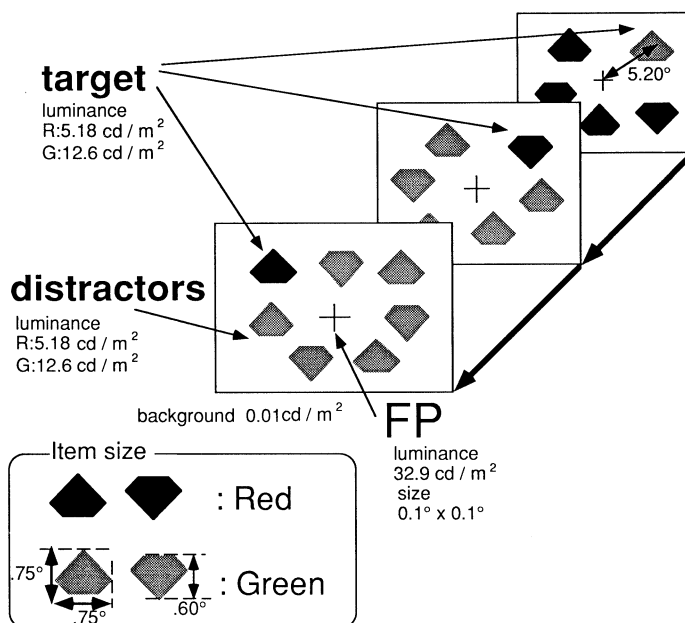 target
luminance
R:5.18 cd / m²
G:12.6 cd / m²
5.20°
distractors
luminance
R:5.18 cd / m²
G:12.6 cd / m²
background 0.01cd / m²
FP
luminance
32.9 cd / m²
size
0.1° x 0.1°
Item size
: Red
.75°
.75°
.60°
: Green